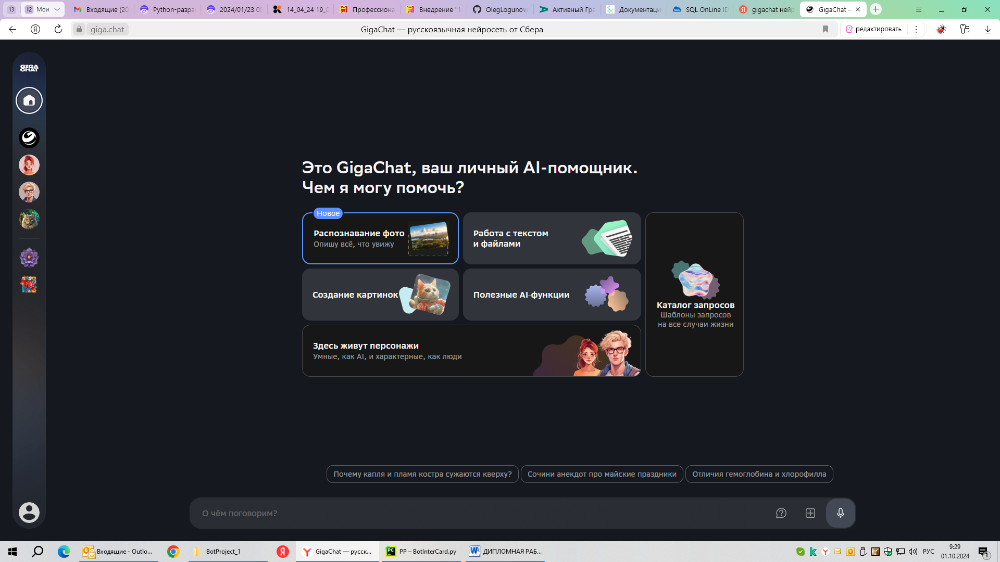 13
12 Мои
Входящие (20
Python-разра
2024/01/23 00
14_04_24 19_0
Профессиона
Внедрение "1
OlegLogunov/
Активный Гра
Документаци
SQL OnLine ID
gigachat нейр
GigaChat —
giga.chat
GigaChat — русскоязычная нейросеть от Сбера
редактировать
GIGA
CHAT
Это GigaChat, ваш личный AI-помощник.
Чем я могу помочь?
Новое
Распознавание фото
Опишу всё, что увижу
Работа с текстом
и файлами
Создание картинок
Полезные AI-функции
Каталог запросов
Шаблоны запросов
на все случаи жизни
Здесь живут персонажи
Умные, как AI, и характерные, как люди
Почему капля и пламя костра сужаются кверху?
Сочини анекдот про майские праздники
Отличия гемоглобина и хлорофилла
О чём поговорим?
Входящие - Outlo...
BotProject_1
GigaChat — русск...
PP – BotInterCard.py
ДИПЛОМНАЯ РАБ...
РУС
9:29
01.10.2024
1